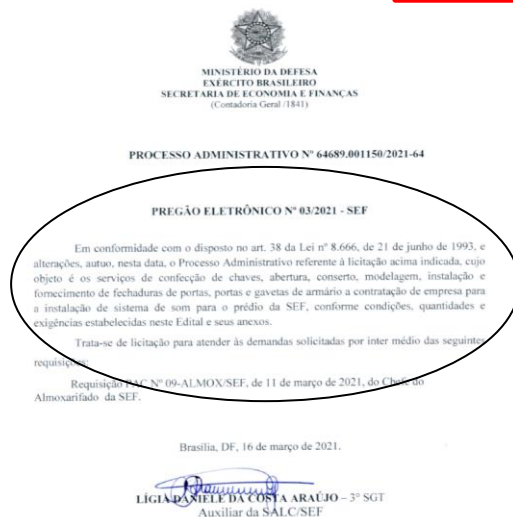 MINISTÉRIO DA DEFESA
EXÉRCITO BRASILEIRO
SECRETARIA DE ECONOMIA E FINANÇAS
(Contadoria Geral /1841)
PROCESSO ADMINISTRATIVO Nº 64689.001150/2021-64
PREGÃO ELETRÔNICO Nº 03/2021 - SEF
Em conformidade com o disposto no art. 38 da Lei nº 8.666, de 21 de junho de 1993, e
alterações, autuo, nesta data, o Processo Administrativo referente à licitação acima indicada, cujo
objeto é os serviços de confecção de chaves, abertura, conserto, modelagem, instalação e
fornecimento de fechaduras de portas, portas e gavetas de armário a contratação de empresa para
a instalação de sistema de som para o prédio da SEF, conforme condições, quantidades e
exigências estabelecidas neste Edital e seus anexos.
Trata-se de licitação para atender às demandas solicitadas por inter médio das seguintes
requisições:
Requisição PAC Nº 09-ALMOX/SEF, de 11 de março de 2021, do Chefe do
Almoxarifado da SEF.
Brasília, DF, 16 de março de 2021.
LÍGIA DANIELE DA COSTA ARAÚJO – 3º SGT
Auxiliar da SALC/SEF